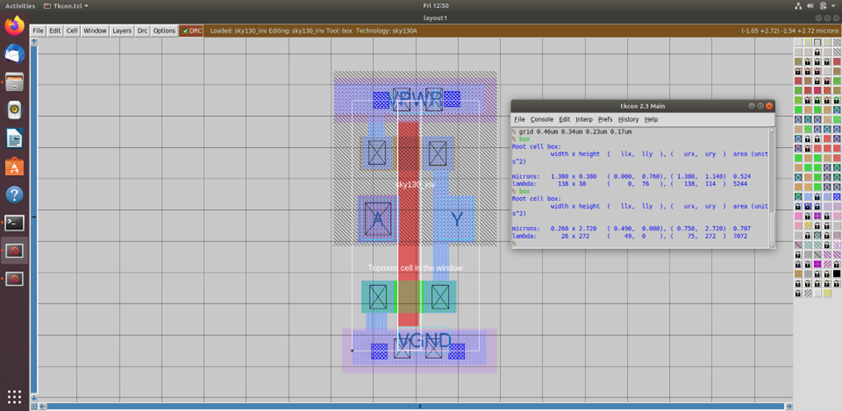 Activities
Tkcon.tcl
Fri 12:50
layout1
File Edit Cell Window Layers Drc Options DRC Loaded: sky130_inv Editing: sky130_inv Tool: box Technology: sky130A
(-1.05 +2.72) -1.54 +2.72 microns
VPWR
sky130_inv
A
Y
Topmost cell in the window
VGND
tkcon 2.3 Main
File Console Edit Interp Prefs History Help
% grid 0.46um 0.34um 0.23um 0.17um
% box
Root cell box:
width x height ( llx, lly ), ( urx, ury ) area (unit
s^2)
microns: 1.380 x 0.380 ( 0.000, 0.760), ( 1.380, 1.140) 0.524
lambda: 138 x 38 ( 0, 76 ), ( 138, 114 ) 5244
% box
Root cell box:
width x height ( llx, lly ), ( urx, ury ) area (unit
s^2)
microns: 0.260 x 2.720 ( 0.490, 0.000), ( 0.750, 2.720) 0.707
lambda: 26 x 272 ( 49, 0 ), ( 75, 272 ) 7072
%